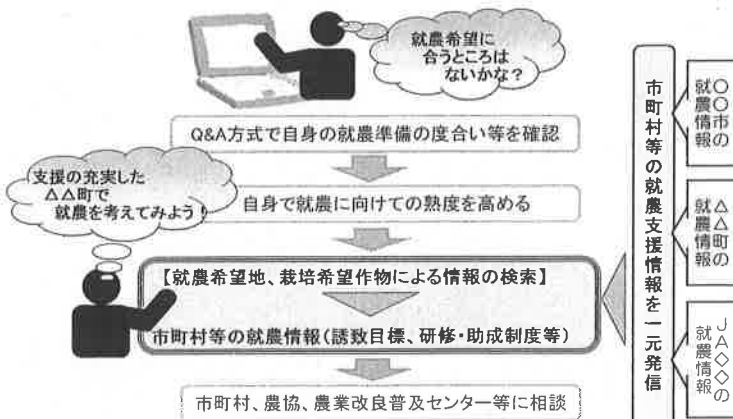 就農希望に
合うところは
ないかな？
Q&A方式で自身の就農準備の度合い等を確認
支援の充実した
△△町で
就農を考えてみよう！
自身で就農に向けての熟度を高める
【就農希望地、栽培希望作物による情報の検索】
市町村等の就農情報（誘致目標、研修・助成制度等）
市町村、農協、農業改良普及センター等に相談
市町村等の就農支援情報を一元発信
〇〇市の
就農情報
△△町の
就農情報
JA◇◇の
就農情報